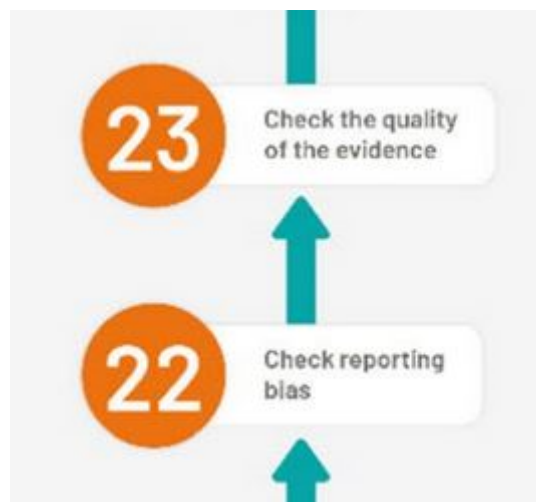 23
Check the quality
of the evidence
22
Check reporting
bias